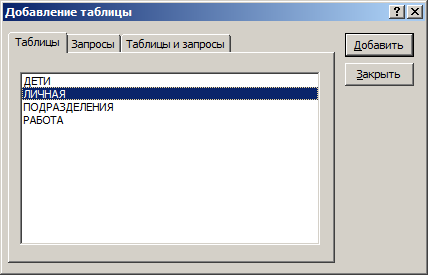 Добавление таблицы
Таблицы Запросы Таблицы и запросы
Добавить
Закрыть
ДЕТИ
ЛИЧНАЯ
ПОДРАЗДЕЛЕНИЯ
РАБОТА